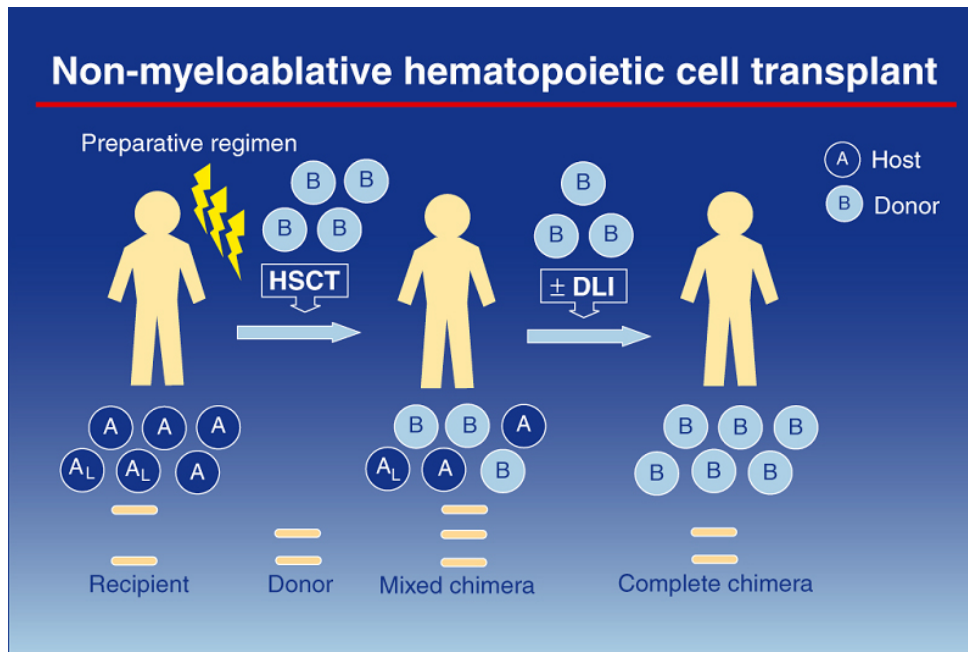 Non-myeloablative hematopoietic cell transplant
Preparative regimen
B B
B B
HSCT
B
B B
± DLI
A Host
B Donor
A A A
AL AL A
B B A
AL A B
B B B
B B B
Recipient
Donor
Mixed chimera
Complete chimera